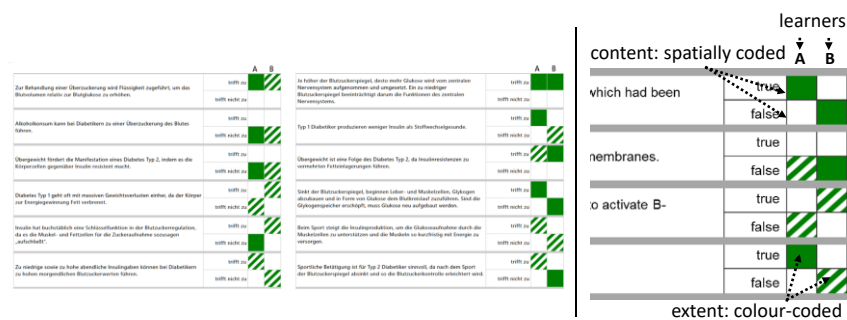 A B
Zur Behandlung einer Überzuckerung wird Flüssigkeit zugeführt, um das
Blutvolumen relativ zur Blutglukose zu erhöhen.
trifft zu
trifft nicht zu
Alkoholkonsum kann bei Diabetikern zu einer Überzuckerung des Blutes
führen.
trifft zu
trifft nicht zu
Übergewicht fördert die Manifestation eines Diabetes Typ 2, indem es die
Körperzellen gegenüber Insulin resistent macht.
trifft zu
trifft nicht zu
Diabetes Typ 1 geht oft mit massiven Gewichtsverlusten einher, da der Körper
zur Energiegewinnung Fett verbrennt.
trifft zu
trifft nicht zu
Insulin hat buchstäblich eine Schlüsselfunktion in der Blutzuckerregulation,
da es die Muskel- und Fettzellen für die Zuckeraufnahme sozusagen
„aufschließt“.
trifft zu
trifft nicht zu
Zu niedrige sowie zu hohe abendliche Insulingaben können bei Diabetikern
zu hohen morgendlichen Blutzuckerwerten führen.
trifft zu
trifft nicht zu
A B
Je höher der Blutzuckerspiegel, desto mehr Glukose wird vom zentralen
Nervensystem aufgenommen und umgesetzt. Ein zu niedriger
Blutzuckerspiegel beeinträchtigt darum die Funktionen des zentralen
Nervensystems.
trifft zu
trifft nicht zu
Typ 1 Diabetiker produzieren weniger Insulin als Stoffwechselgesunde.
trifft zu
trifft nicht zu
Übergewicht ist eine Folge des Diabetes Typ 2, da Insulinresistenzen zu
vermehrten Fetteinlagerungen führen.
trifft zu
trifft nicht zu
Sinkt der Blutzuckerspiegel, beginnen Leber- und Muskelzellen, Glykogen
abzubauen und in Form von Glukose dem Blutkreislauf zuzuführen. Sind die
Glykogenspeicher erschöpft, muss Glukose neu aufgebaut werden.
trifft zu
trifft nicht zu
Beim Sport steigt die Insulinproduktion, um die Glukoseaufnahme durch die
Muskelzellen zu unterstützen und die Muskeln so kurzfristig mit Energie zu
versorgen.
trifft zu
trifft nicht zu
Sportliche Betätigung ist für Typ 2 Diabetiker sinnvoll, da nach dem Sport
der Blutzuckerspiegel absinkt und so die Blutzuckerkontrolle erleichtert wird.
trifft zu
trifft nicht zu
learners
content: spatially coded A B
which had been
true
false
nembranes.
true
false
to activate B-
true
false
true
false
extent: colour-coded